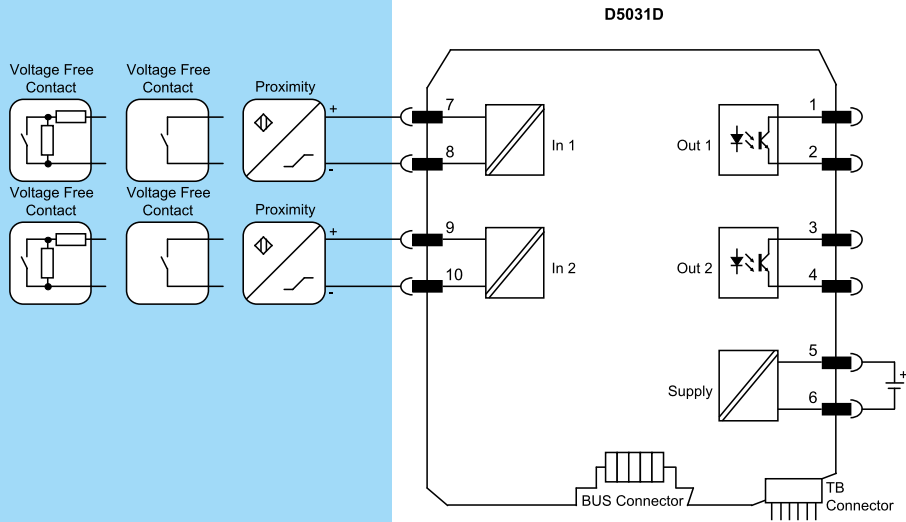 D5031D
Voltage Free
Contact
Voltage Free
Contact
Proximity
+
-
7
8
In 1
Out 1
1
2
Voltage Free
Contact
Voltage Free
Contact
Proximity
+
-
9
10
In 2
Out 2
3
4
Supply
5
6
+
BUS Connector
TB
Connector